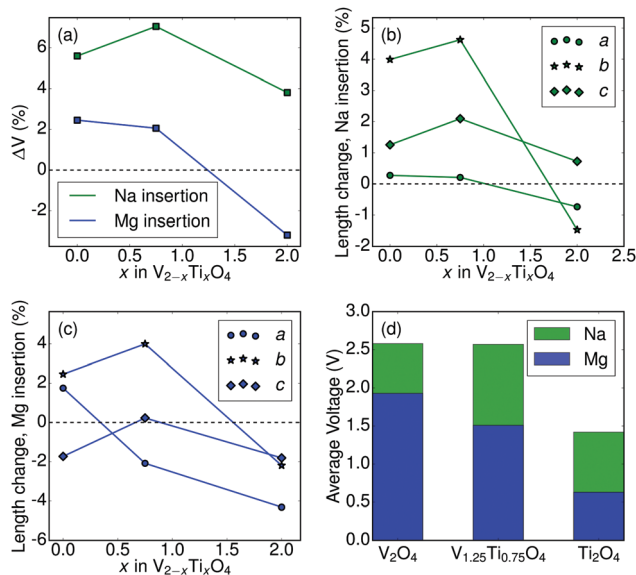 (a)
ΔV (%)
6
4
2
0
-2
Na insertion
Mg insertion
0.0 0.5 1.0 1.5 2.0
x in V₂₋ₓTiₓO₄
(b)
Length change, Na insertion (%)
5
4
3
2
1
0
-1
-2
a
b
c
0.0 0.5 1.0 1.5 2.0 2.5
x in V₂₋ₓTiₓO₄
(c)
Length change, Mg insertion (%)
4
2
0
-2
-4
-6
a
b
c
0.0 0.5 1.0 1.5 2.0
x in V₂₋ₓTiₓO₄
(d)
Average Voltage (V)
3.0
2.5
2.0
1.5
1.0
0.5
0.0
Na
Mg
V₂O₄ V₁.₂₅Ti₀.₇₅O₄ Ti₂O₄